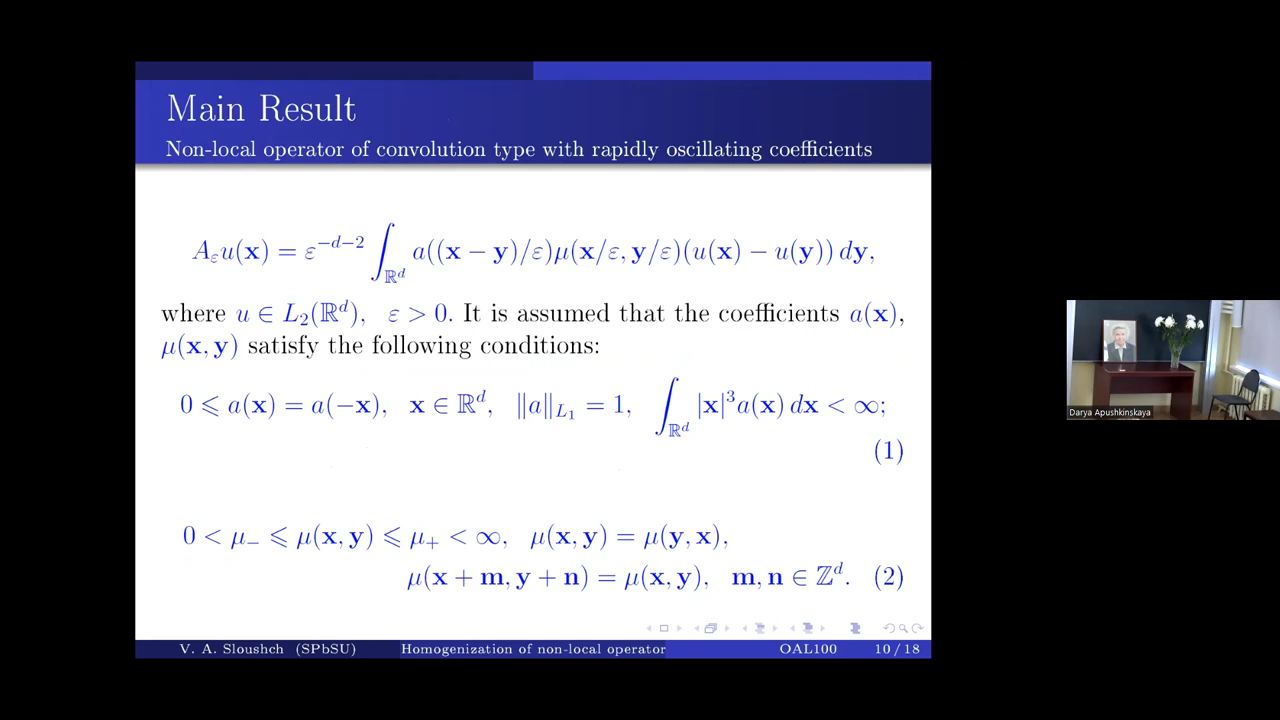 Main Result
Non-local operator of convolution type with rapidly oscillating coefficients
A_ε u(x) = ε^{−d−2} ∫_{ℝ^d} a((x − y)/ε)μ(x/ε, y/ε)(u(x) − u(y)) dy,
where u ∈ L_2(ℝ^d), ε > 0. It is assumed that the coefficients a(x),
μ(x, y) satisfy the following conditions:
0 ⩽ a(x) = a(−x), x ∈ ℝ^d, ‖a‖_{L_1} = 1, ∫_{ℝ^d} |x|^3 a(x) dx < ∞;
(1)
0 < μ_− ⩽ μ(x, y) ⩽ μ_+ < ∞, μ(x, y) = μ(y, x),
μ(x + m, y + n) = μ(x, y), m, n ∈ ℤ^d. (2)
V. A. Sloushch (SPbSU) Homogenization of non-local operator OAL100 10 / 18
Darya Apushkinskaya